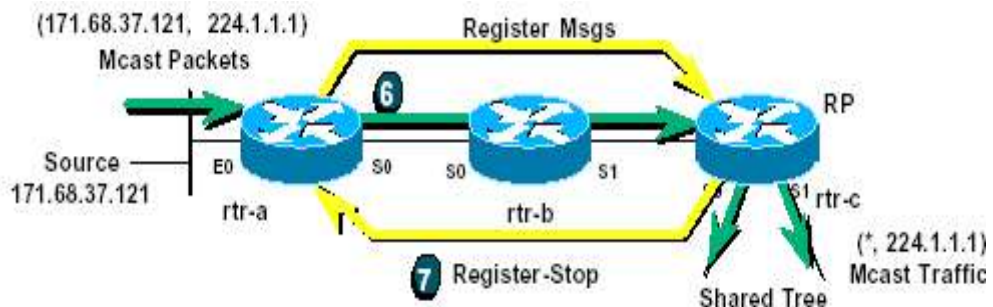 (171.68.37.121, 224.1.1.1)
Mcast Packets
Register Msgs
6
RP
Source
171.68.37.121
E0
S0
S0
S1
S1
rtr-a
rtr-b
rtr-c
7 Register-Stop
(*, 224.1.1.1)
Mcast Traffic
Shared Tree